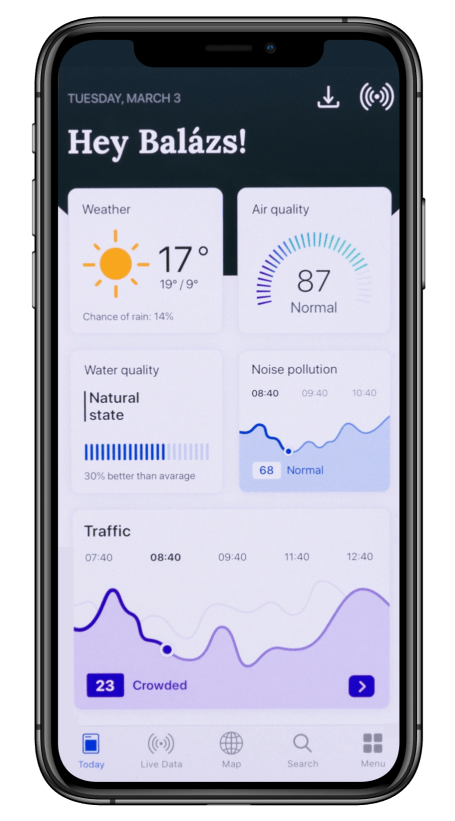 TUESDAY, MARCH 3
Hey Balázs!
Weather
17°
19°/9°
Chance of rain: 14%
Air quality
87
Normal
Water quality
Natural
state
30% better than avarage
Noise pollution
08:40 09:40 10:40
68 Normal
Traffic
07:40 08:40 09:40 11:40 12:40
23 Crowded
Today Live Data Map Search Menu